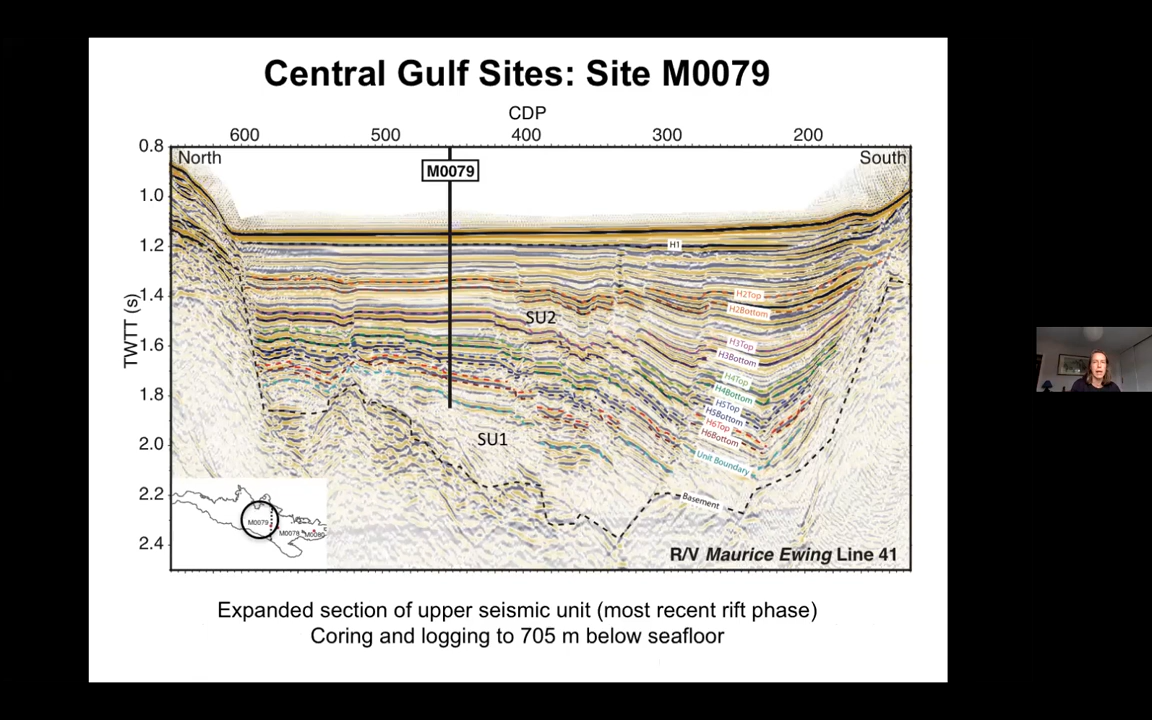 Central Gulf Sites: Site M0079
CDP
600 500 400 300 200
0.8
North
South
M0079
1.0
1.2
H1
1.4
H2Top
H2Bottom
SU2
TWTT (s)
1.6
H3Top
H3Bottom
H4Top
1.8
H4Bottom
H5Top
H5Bottom
H6Top
H6Bottom
2.0
SU1
Unit Boundary
2.2
Basement
2.4
M0079
M0078
M0080
R/V Maurice Ewing Line 41
Expanded section of upper seismic unit (most recent rift phase)
Coring and logging to 705 m below seafloor